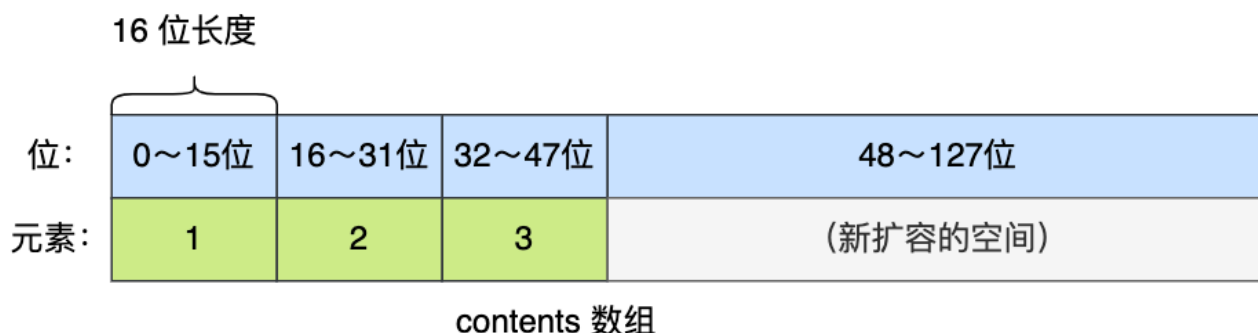 16 位长度
位： 0～15位 16～31位 32～47位 48～127位
元素： 1 2 3 （新扩容的空间）
contents 数组